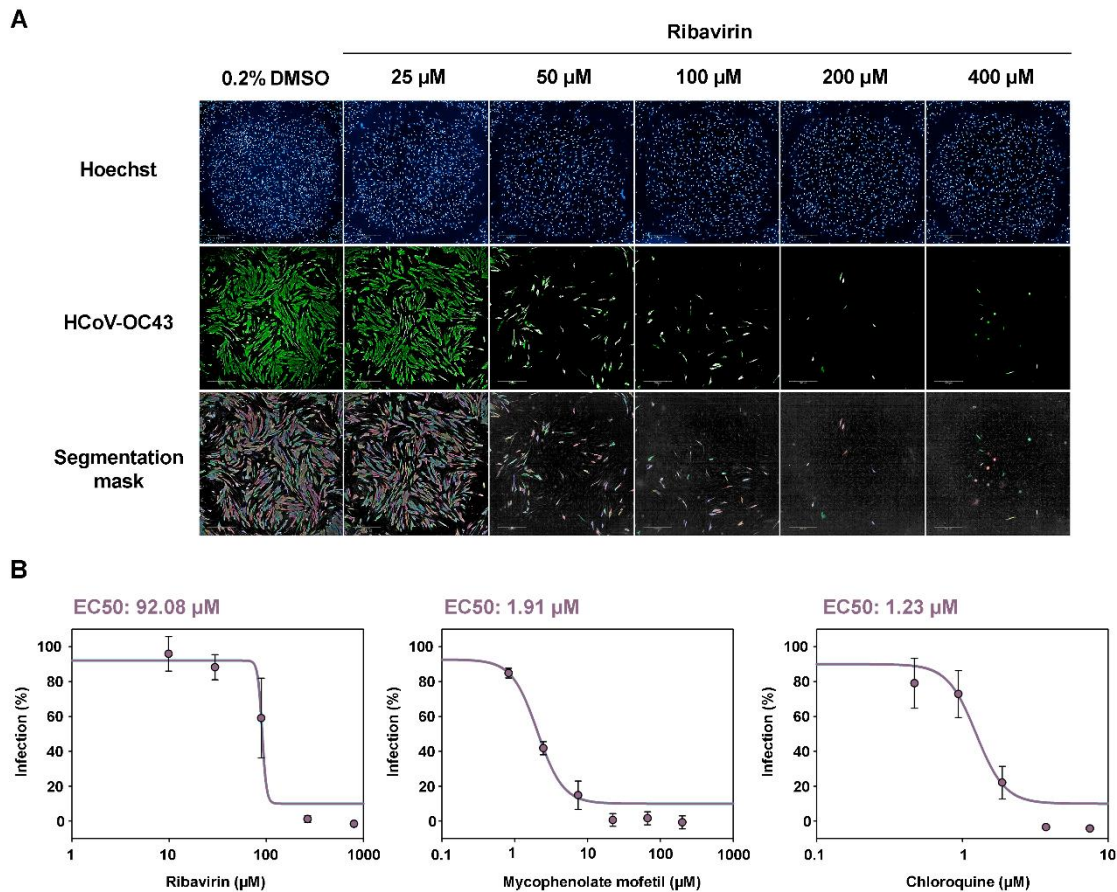 A
Ribavirin
0.2% DMSO 25 µM 50 µM 100 µM 200 µM 400 µM
Hoechst
HCoV-OC43
Segmentation
mask
B
EC50: 92.08 µM
100
80
60
40
20
0
Infection (%)
1 10 100 1000
Ribavirin (µM)
EC50: 1.91 µM
100
80
60
40
20
0
Infection (%)
0.1 1 10 100 1000
Mycophenolate mofetil (µM)
EC50: 1.23 µM
100
80
60
40
20
0
Infection (%)
0.1 1 10
Chloroquine (µM)